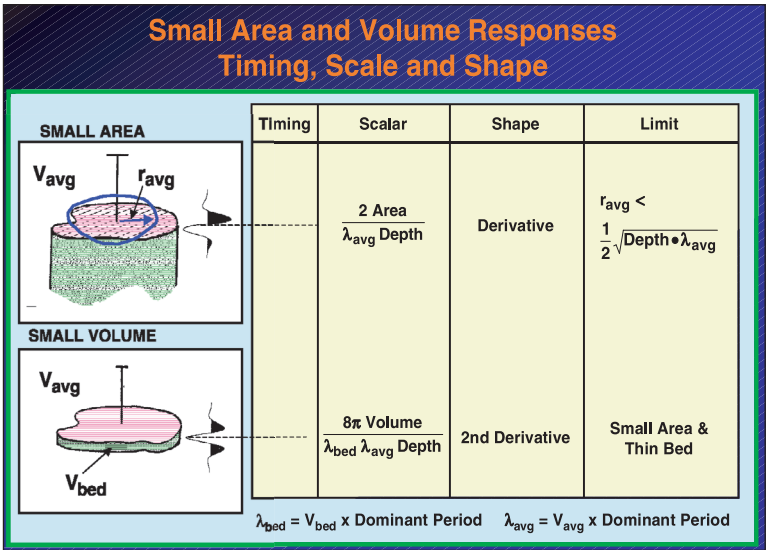 Small Area and Volume Responses
Timing, Scale and Shape
SMALL AREA
Vavg
ravg
SMALL VOLUME
Vavg
Vbed
TIming
Scalar
Shape
Limit
2 Area
λavg Depth
Derivative
ravg <
1/2 √Depth•λavg
8π Volume
λbed λavg Depth
2nd Derivative
Small Area &
Thin Bed
λbed = Vbed x Dominant Period λavg = Vavg x Dominant Period